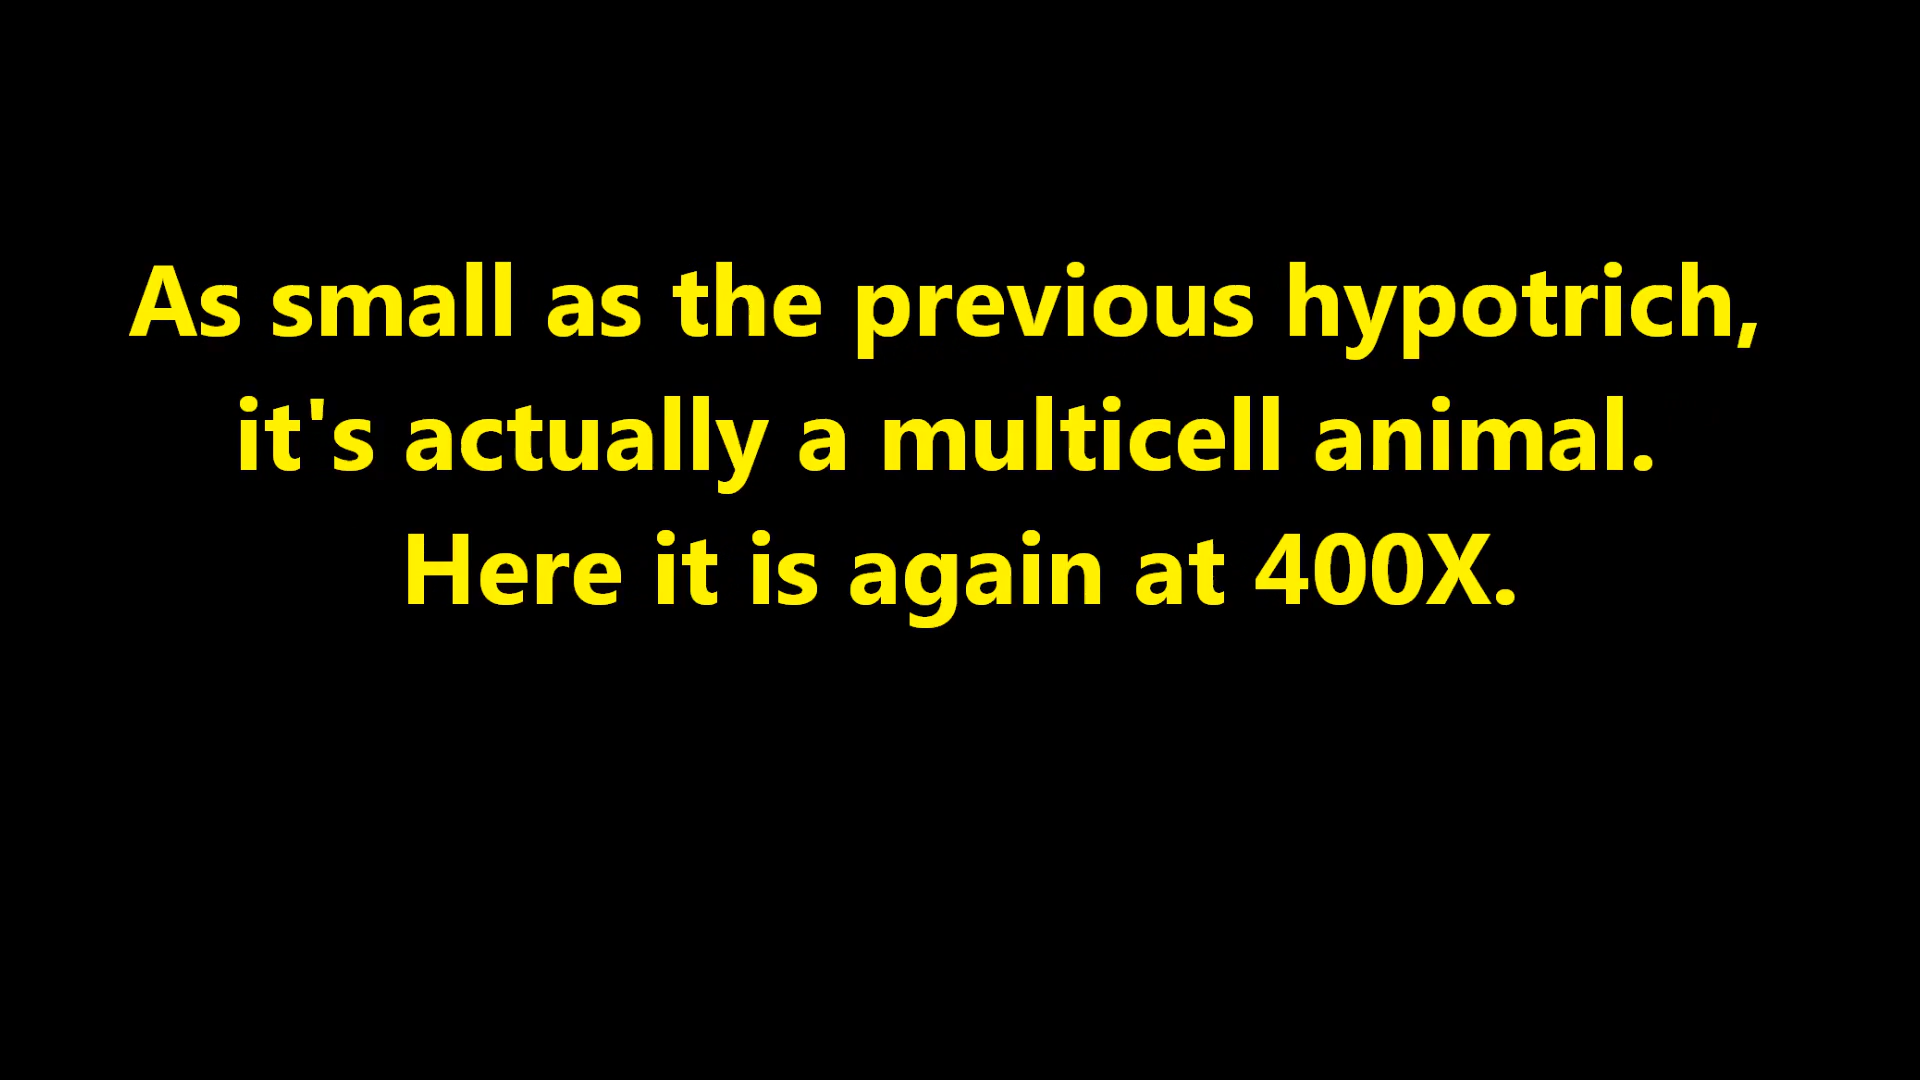 As small as the previous hypotrich,
it's actually a multicell animal.
Here it is again at 400X.